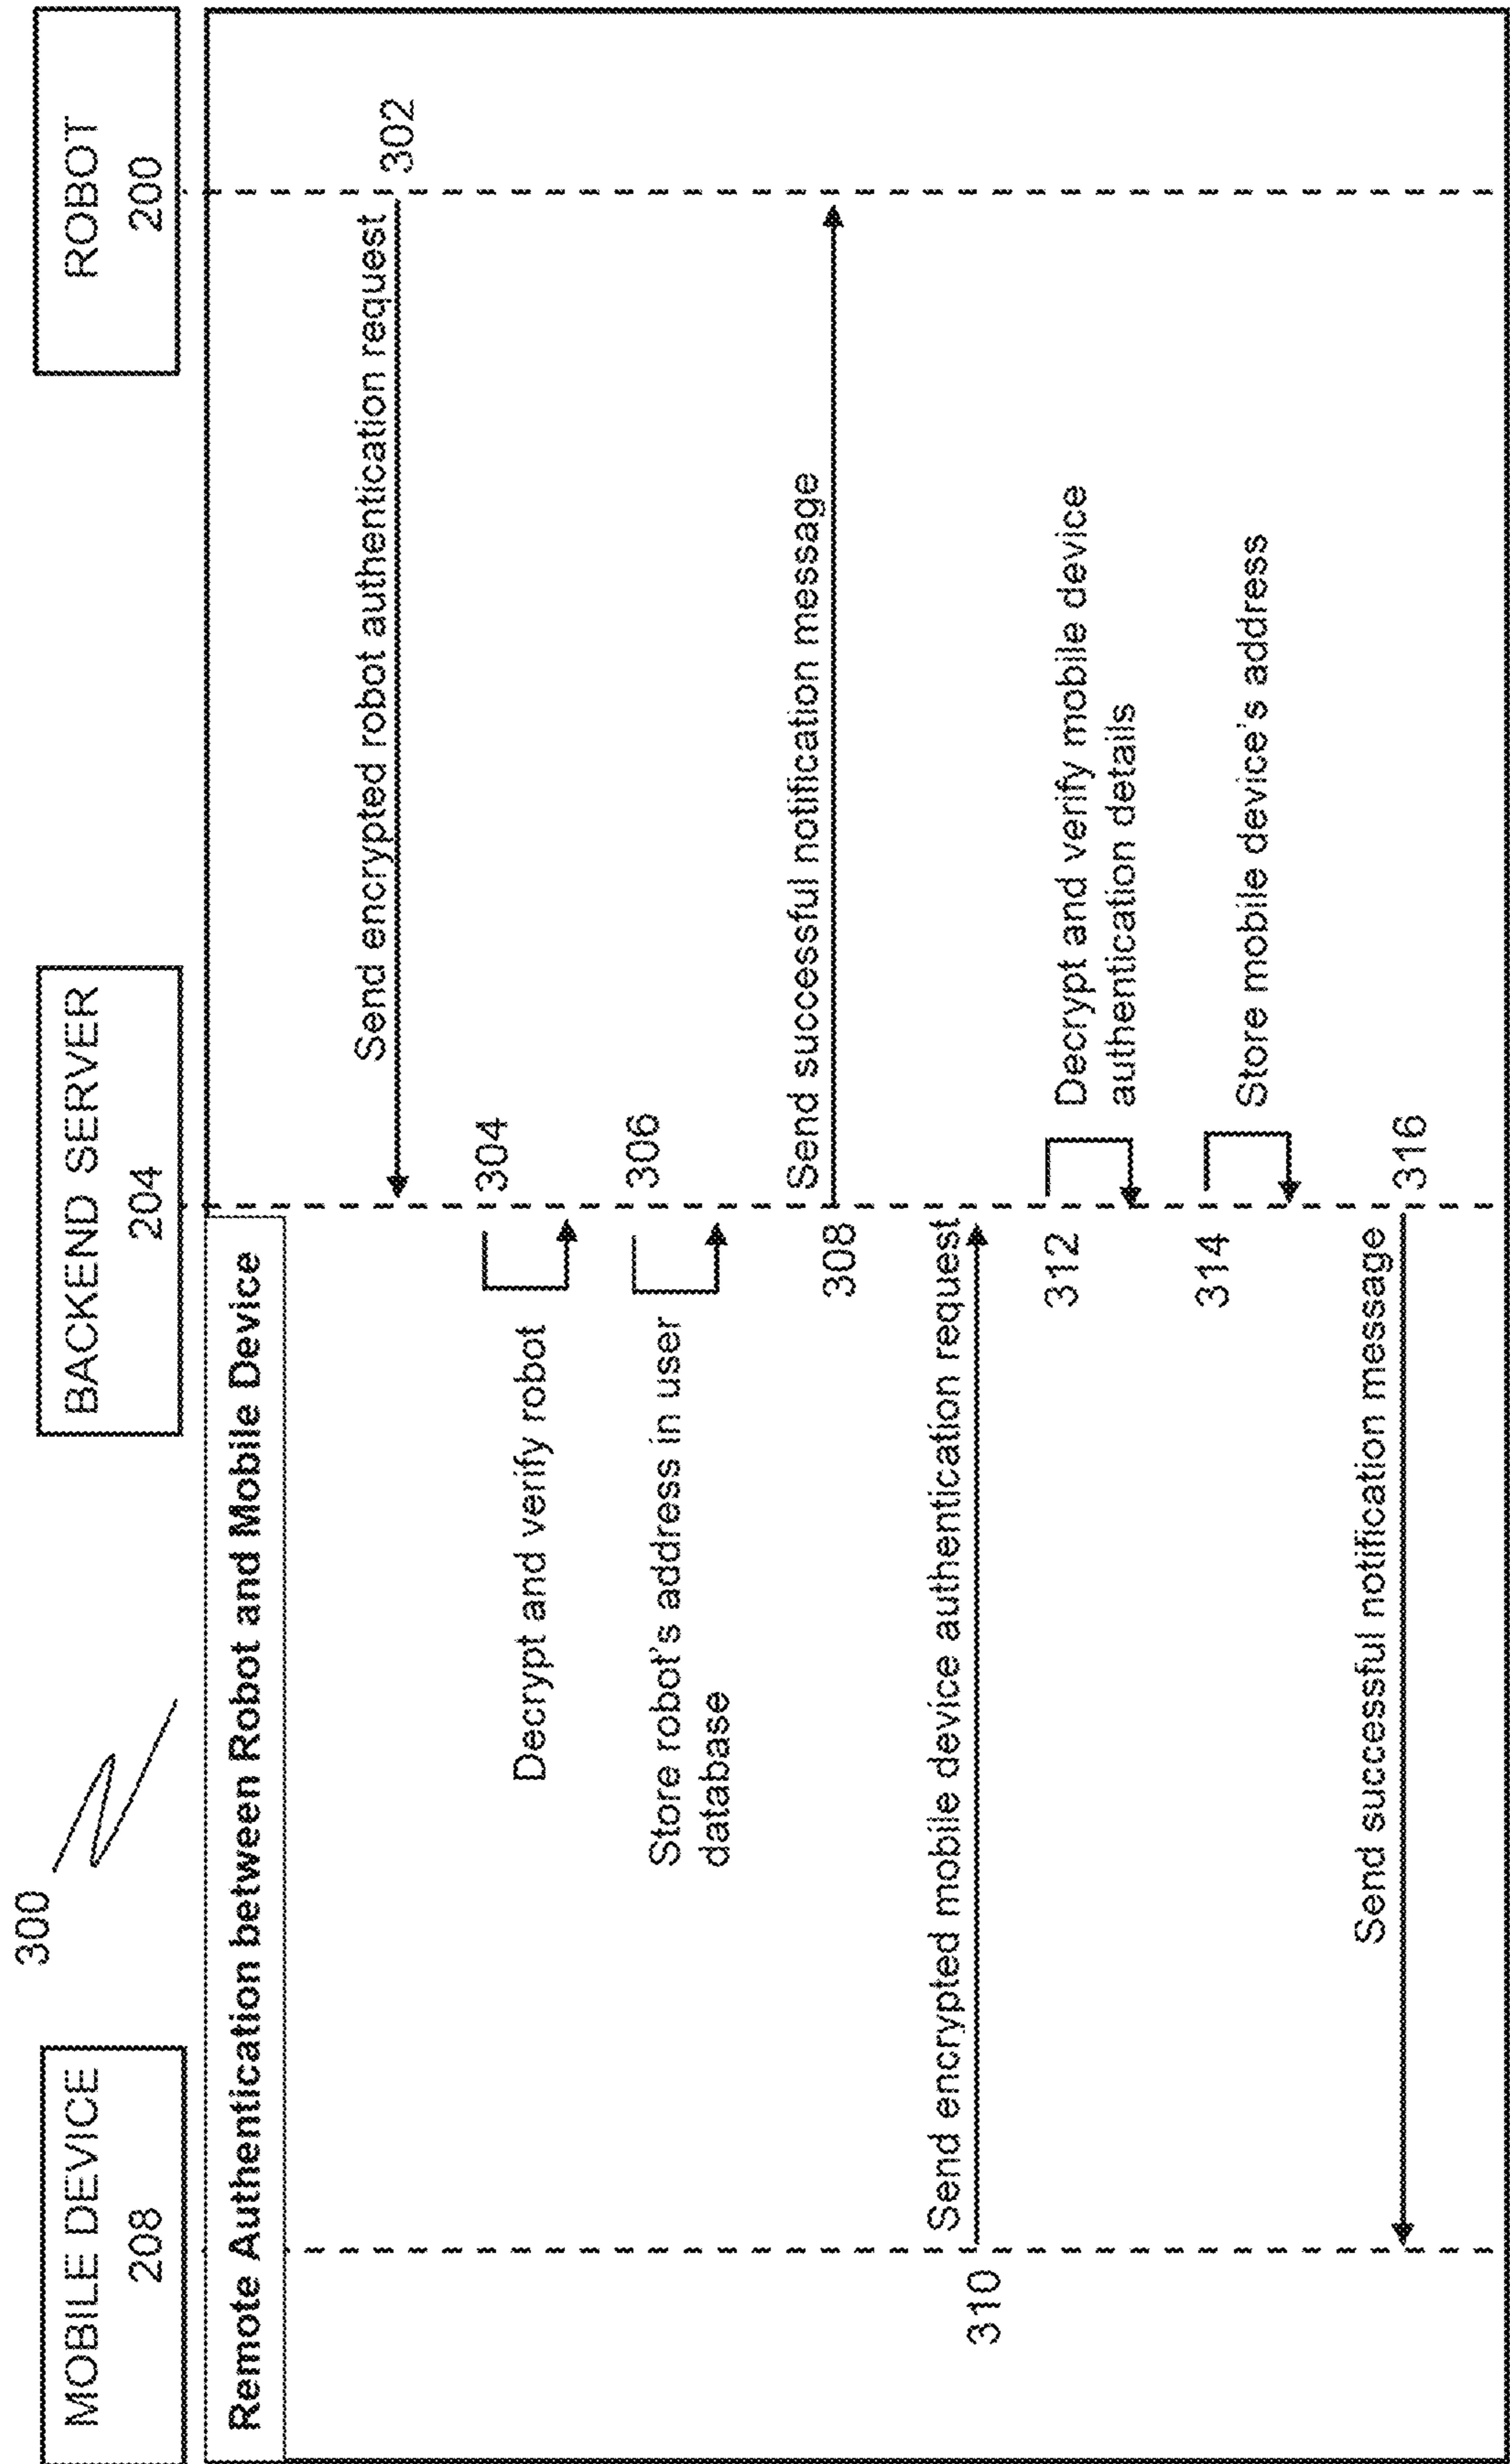 300
MOBILE DEVICE
208
BACKEND SERVER
204
ROBOT
200
Remote Authentication between Robot and Mobile Device
Send encrypted robot authentication request
302
304
Decrypt and verify robot
306
Store robot's address in user
database
Send successful notification message
308
Send encrypted mobile device authentication request
310
312
Decrypt and verify mobile device
authentication details
314
Store mobile device's address
Send successful notification message
316